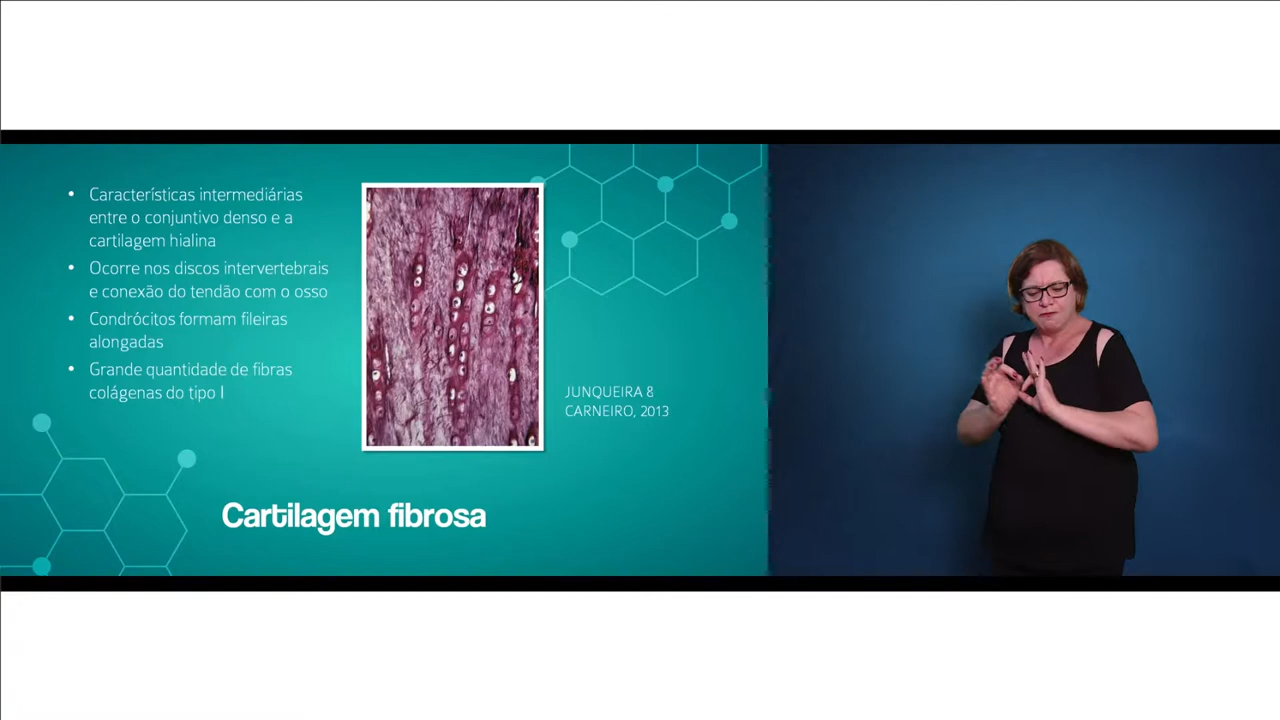 • Características intermediárias
entre o conjuntivo denso e a
cartilagem hialina
• Ocorre nos discos intervertebrais
e conexão do tendão com o osso
• Condrócitos formam fileiras
alongadas
• Grande quantidade de fibras
colágenas do tipo I
JUNQUEIRA &
CARNEIRO, 2013
Cartilagem fibrosa